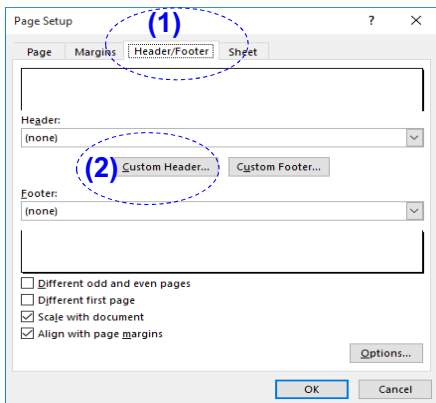 Page Setup ? ×
(1)
Page Margins Header/Footer Sheet
Header:
(none)
(2) Custom Header... Custom Footer...
Footer:
(none)
Different odd and even pages
Different first page
Scale with document
Align with page margins
Options...
OK Cancel